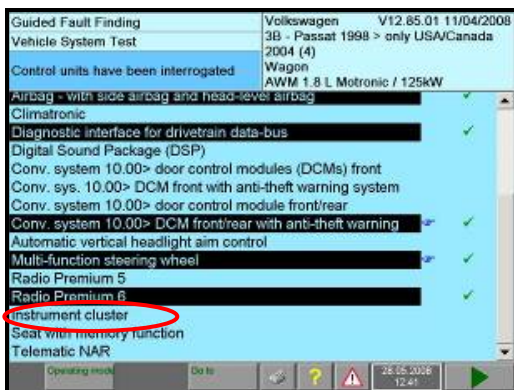 Guided Fault Finding
Volkswagen V12.85.01 11/04/2008
Vehicle System Test
3B - Passat 1998 > only USA/Canada
2004 (4)
Control units have been interrogated
Wagon
AWM 1.8 L Motronic / 125kW
Airbag - with side airbag and head-level airbag
Climatronic
Diagnostic interface for drivetrain data-bus
Digital Sound Package (DSP)
Conv. system 10.00> door control modules (DCMs) front
Conv. sys. 10.00> DCM front with anti-theft warning system
Conv. system 10.00> door control module front/rear
Conv. system 10.00> DCM front/rear with anti-theft warning
Automatic vertical headlight aim control
Multi-function steering wheel
Radio Premium 5
Radio Premium 6
Instrument cluster
Seat with memory function
Telematic NAR
Operating mode
Go to
28.05.2008
12:41